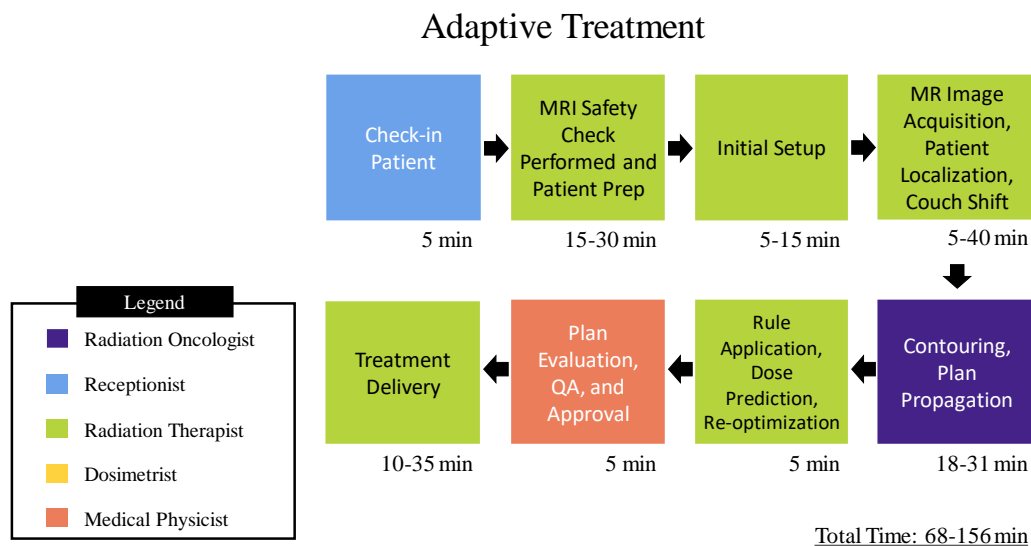 Adaptive Treatment
Check-in
Patient
5 min
MRI Safety
Check
Performed and
Patient Prep
15-30 min
Initial Setup
5-15 min
MR Image
Acquisition,
Patient
Localization,
Couch Shift
5-40 min
Contouring,
Plan
Propagation
18-31 min
Rule
Application,
Dose
Prediction,
Re-optimization
5 min
Plan
Evaluation,
QA, and
Approval
5 min
Treatment
Delivery
10-35 min
Legend
Radiation Oncologist
Receptionist
Radiation Therapist
Dosimetrist
Medical Physicist
Total Time: 68-156 min